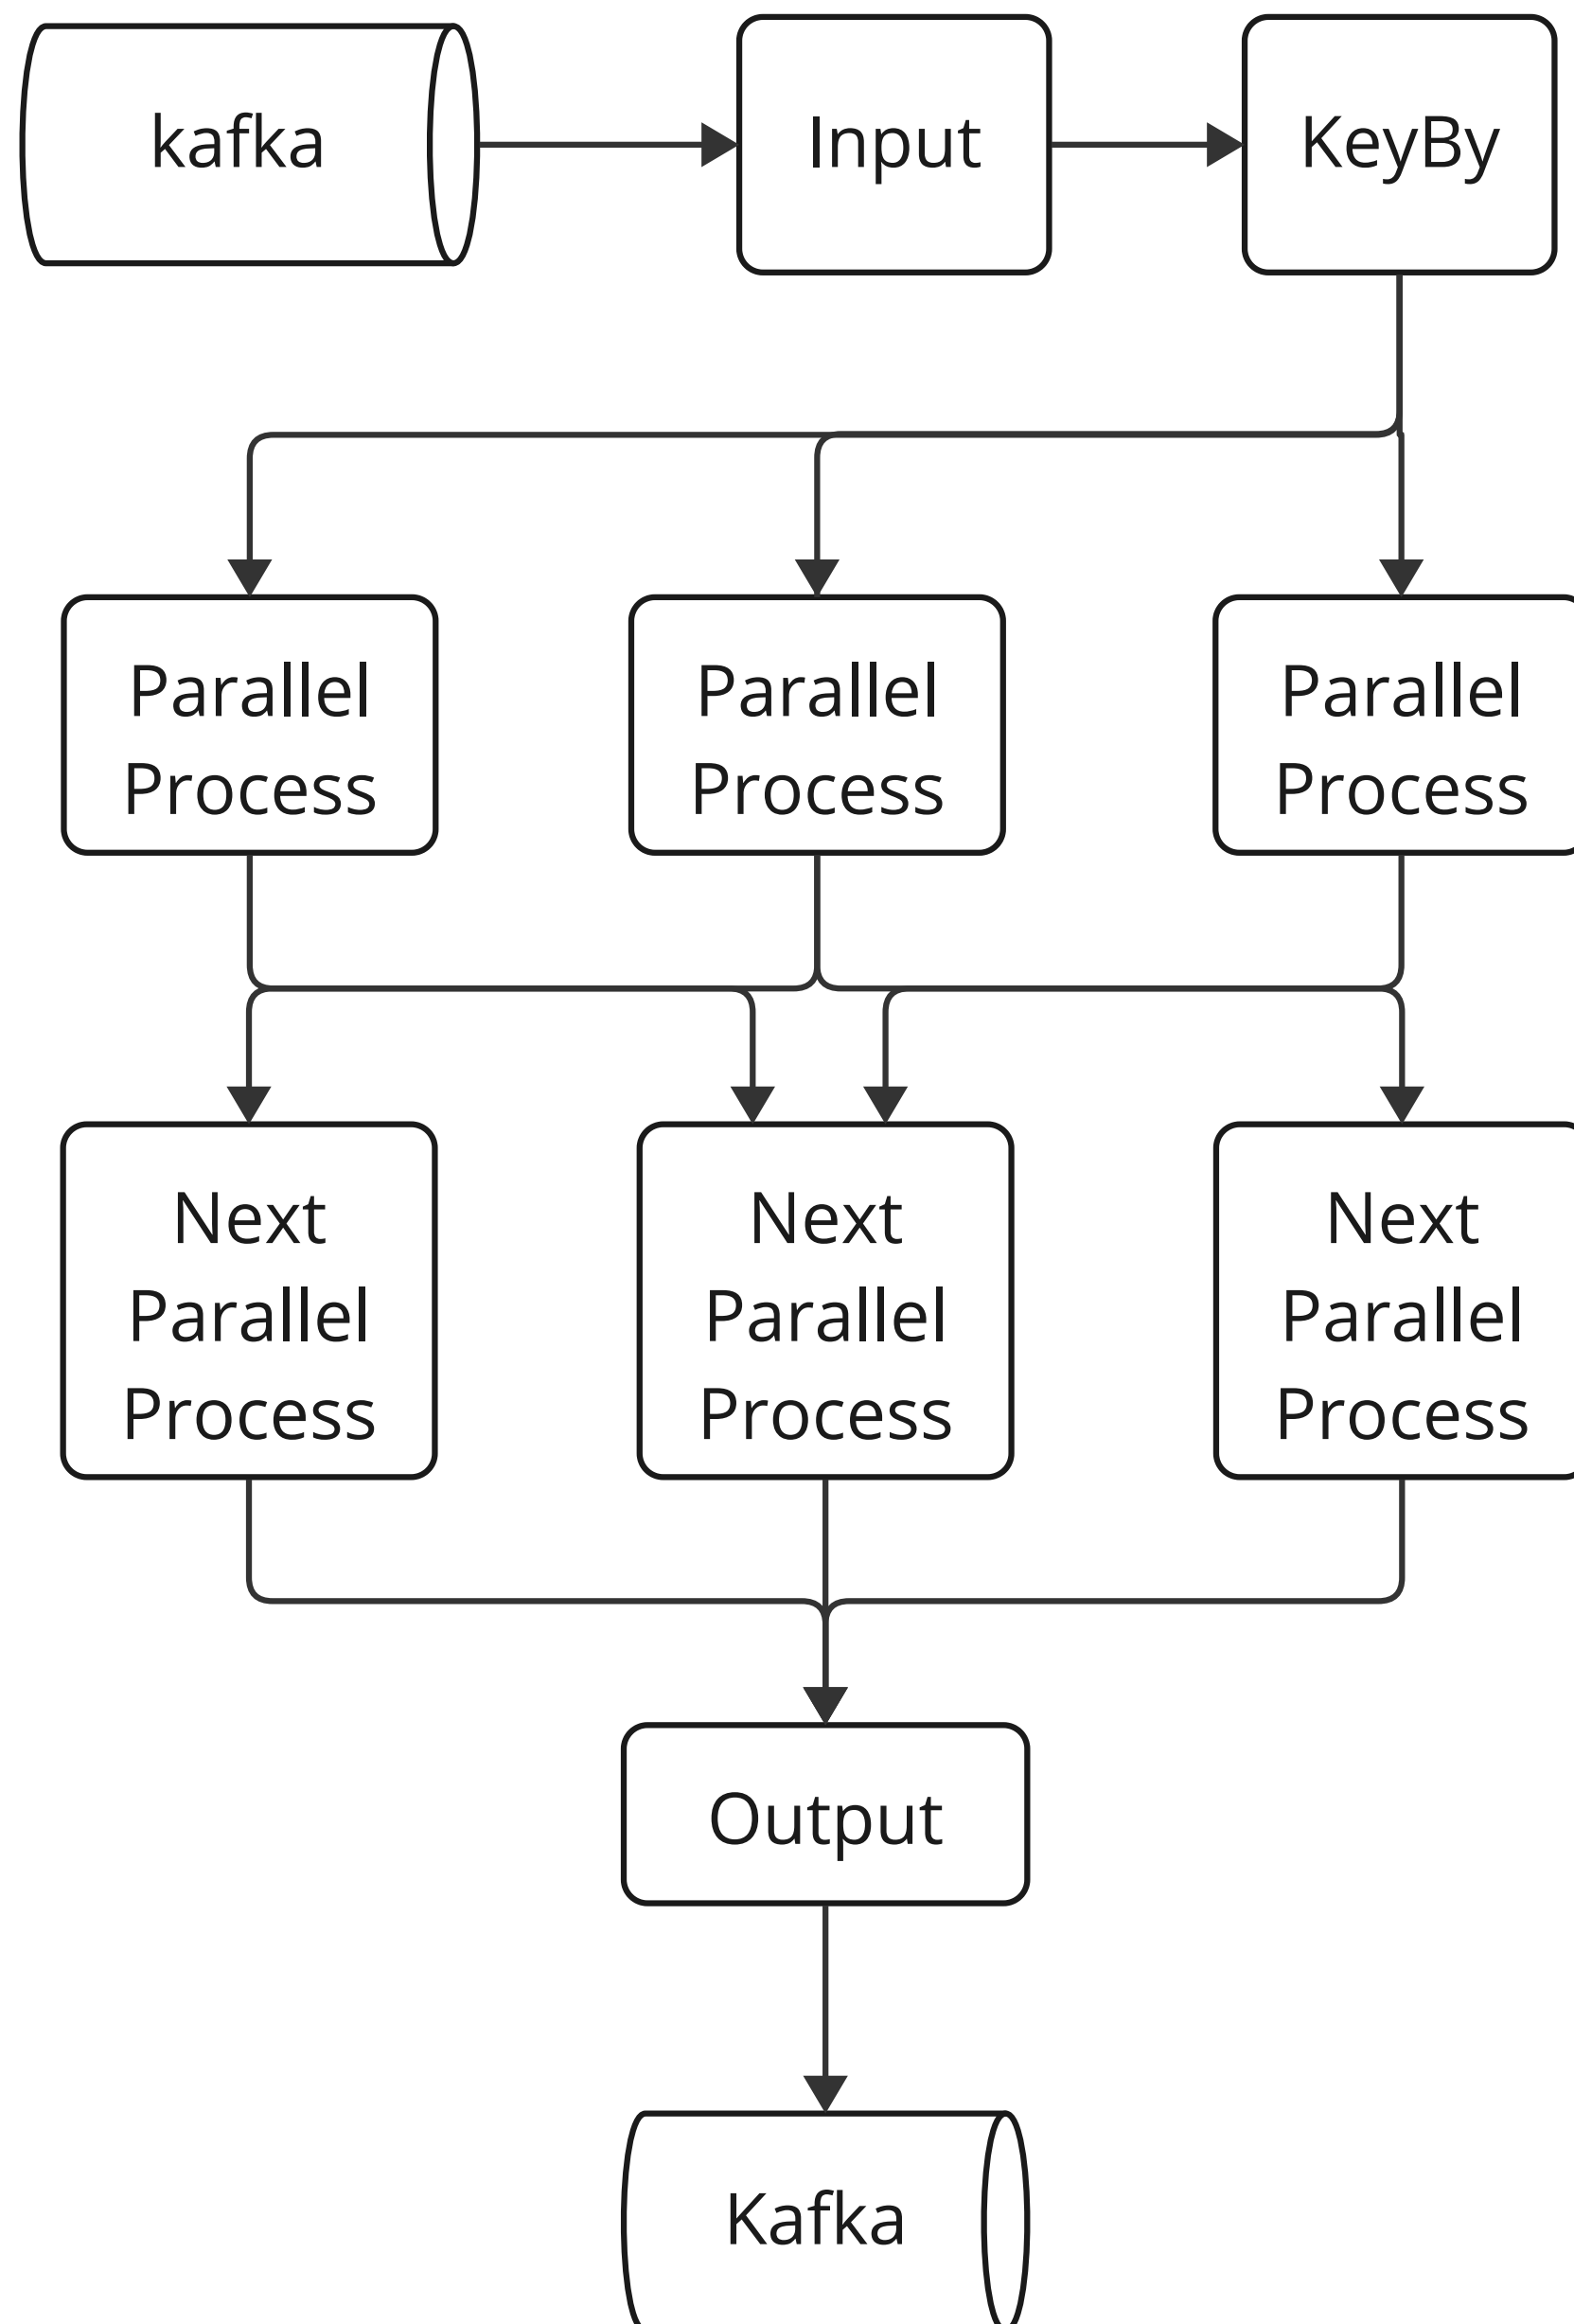 kafka
Input
KeyBy
Parallel
Process
Parallel
Process
Parallel
Process
Next
Parallel
Process
Next
Parallel
Process
Next
Parallel
Process
Output
Kafka